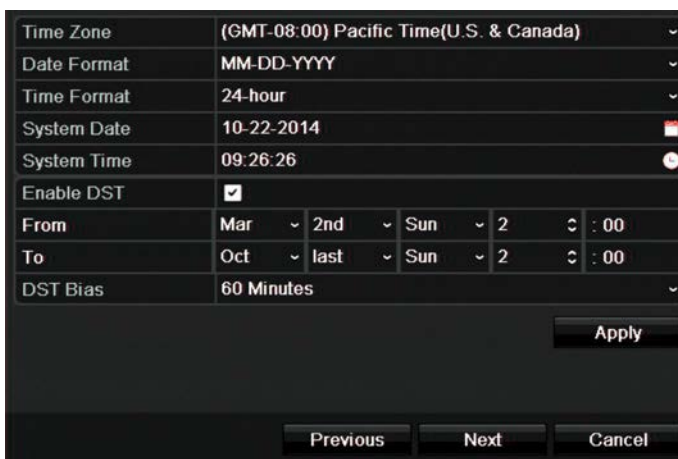 Time Zone (GMT-08:00) Pacific Time(U.S. & Canada)
Date Format MM-DD-YYYY
Time Format 24-hour
System Date 10-22-2014
System Time 09:26:26
Enable DST
From Mar 2nd Sun 2 : 00
To Oct last Sun 2 : 00
DST Bias 60 Minutes
Apply
Previous Next Cancel